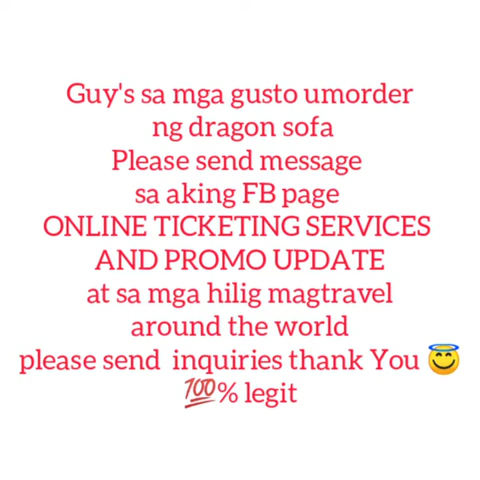 Guy's sa mga gusto umorder
ng dragon sofa
Please send message
sa aking FB page
ONLINE TICKETING SERVICES
AND PROMO UPDATE
at sa mga hilig magtravel
around the world
please send inquiries thank You 😇
💯% legit